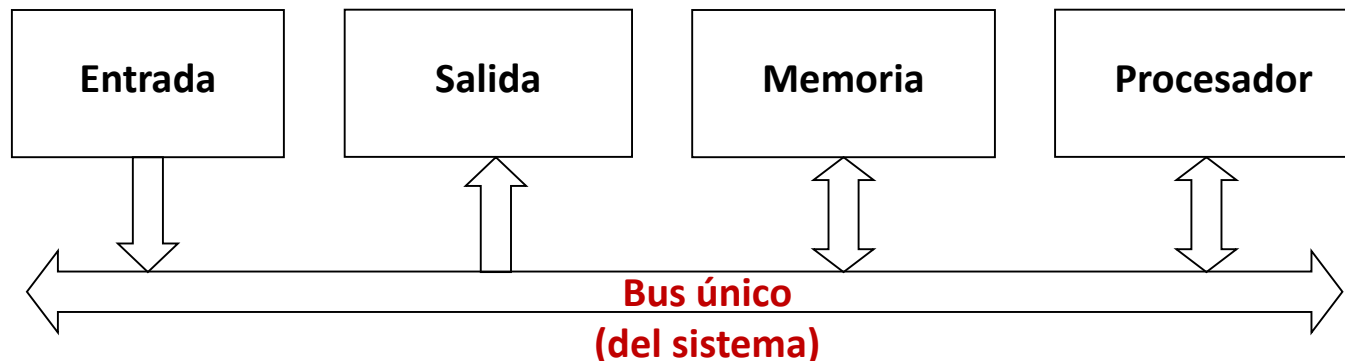 Entrada
Salida
Memoria
Procesador
Bus único
(del sistema)